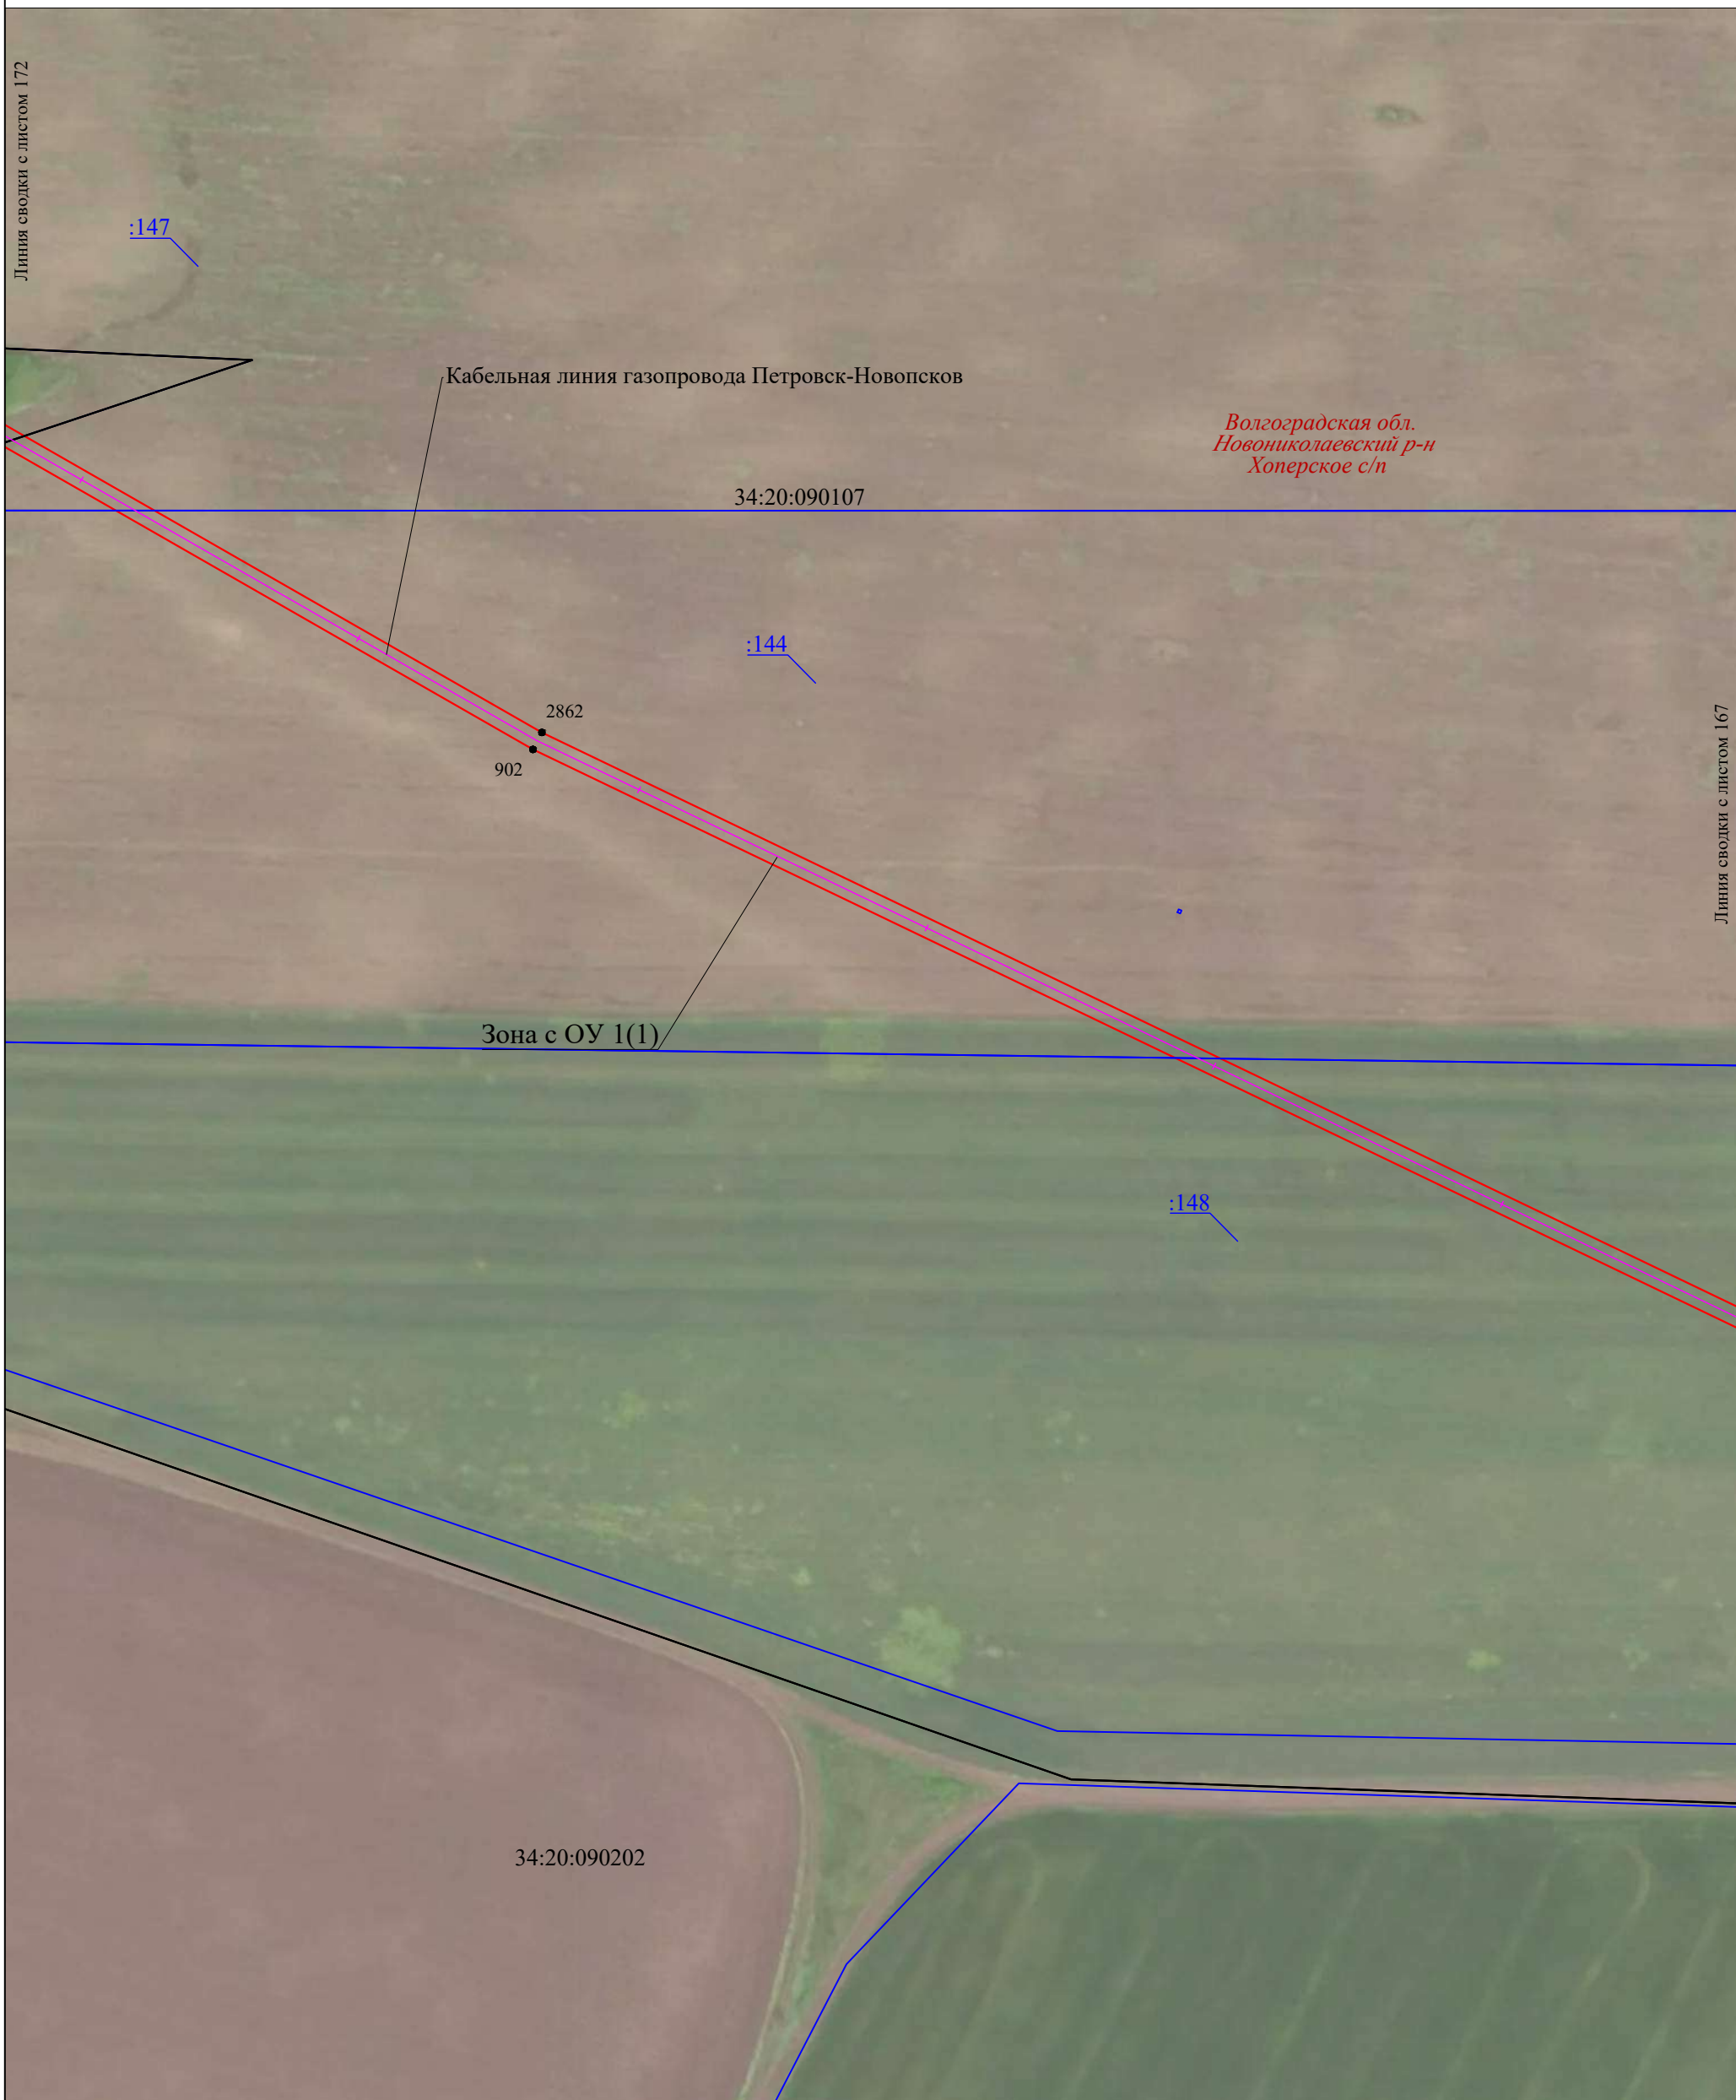 Линия сводки с листом 172
:147
Кабельная линия газопровода Петровск-Новопсков
Волгоградская обл.
Новониколаевский р-н
Хоперское с/п
34:20:090107
:144
2862
902
Линия сводки с листом 167
Зона с ОУ 1(1)
:148
34:20:090202